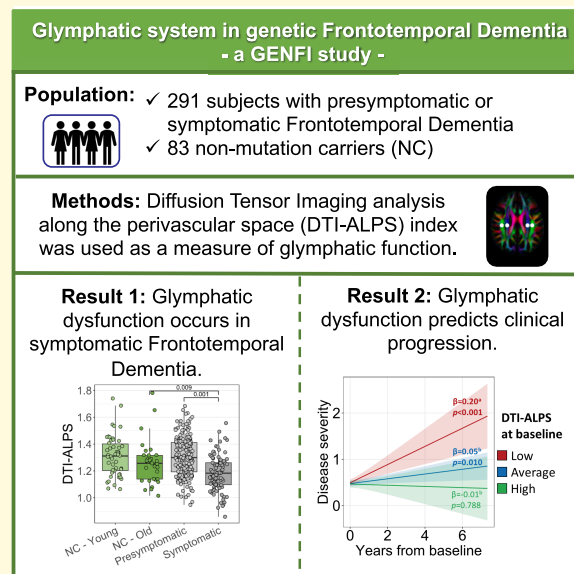 Glymphatic system in genetic Frontotemporal Dementia
- a GENFI study -
Population:
✓ 291 subjects with presymptomatic or
symptomatic Frontotemporal Dementia
✓ 83 non-mutation carriers (NC)
Methods: Diffusion Tensor Imaging analysis
along the perivascular space (DTI-ALPS) index
was used as a measure of glymphatic function.
Result 1: Glymphatic
dysfunction occurs in
symptomatic Frontotemporal
Dementia.
0.009
0.001
DTI-ALPS
1.8
1.6
1.4
1.2
1.0
NC - Young
NC - Old
Presymptomatic
Symptomatic
Result 2: Glymphatic
dysfunction predicts clinical
progression.
Disease severity
2
1
0
β=0.20ᵃ
p<0.001
β=0.05ᵇ
p=0.010
β=-0.01ᵇ
p=0.788
0 2 4 6
Years from baseline
DTI-ALPS
at baseline
Low
Average
High